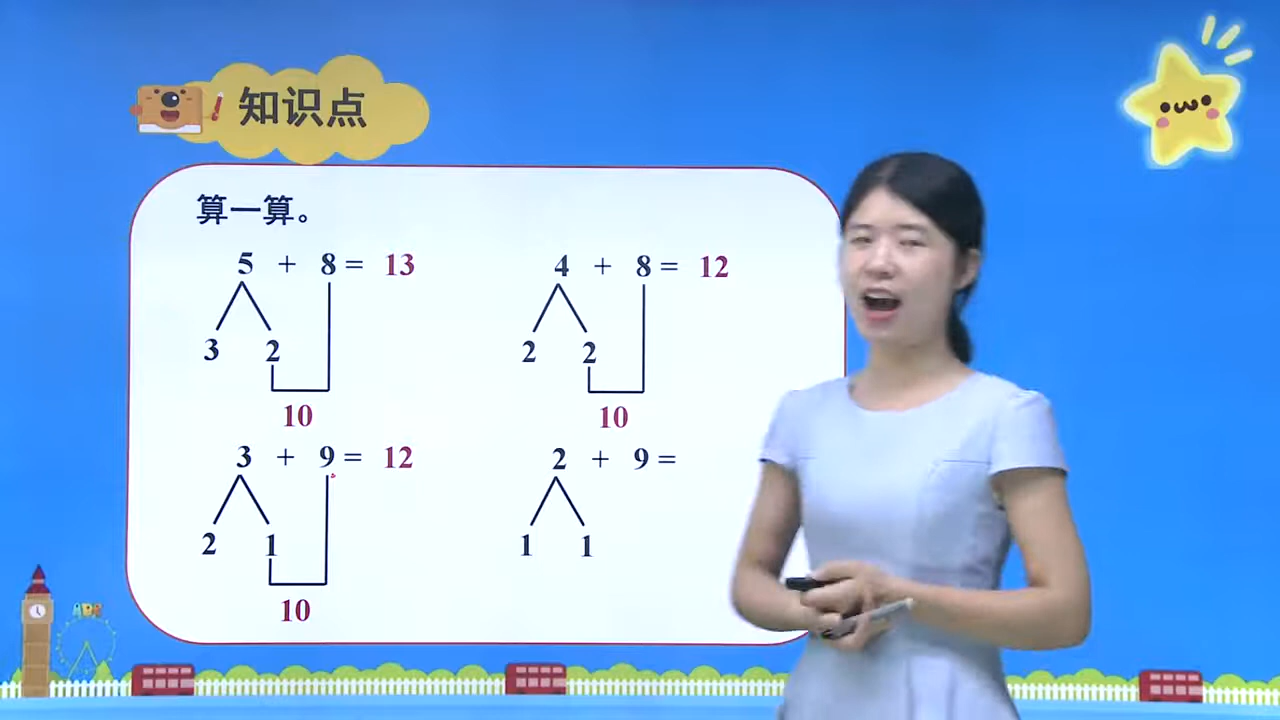 知识点
算一算。
5 + 8 = 13
4 + 8 = 12
3 2
2 2
10
10
3 + 9 = 12
2 + 9 =
2 1
1 1
10